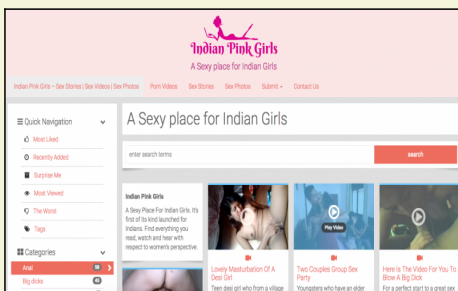 Indian Pink Girls
A Sexy place for Indian Girls
Indian Pink Girls – Sex Stories | Sex Videos | Sex Photos
Porn Videos
Sex Stories
Sex Photos
Submit
Contact Us
Quick Navigation
Most Liked
Recently Added
Surprise Me
Most Viewed
The Worst
Tags
Categories
Anal
Big dicks
A Sexy place for Indian Girls
enter search terms
search
Indian Pink Girls
A Sexy Place For Indian Girls. It's
first of its kind launched for
Indians. Find everything you
read, watch and hear with
respect to women's perspective.
Lovely Masturbation Of A
Desi Girl
Teen desi girl who from a village
Play Video
Two Couples Group Sex
Party
Youngsters who have an elder
Here Is The Video For You To
Blow A Big Dick
For a perfect start to a great sex